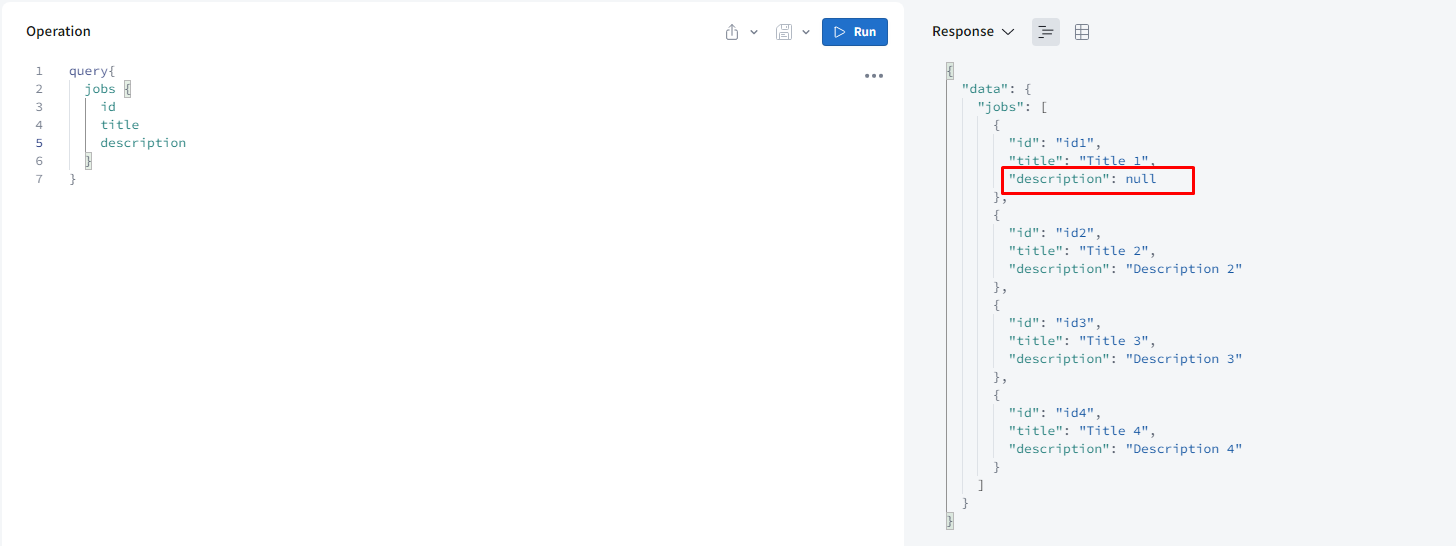 Operation
Run
1 query{
2 jobs {
3 id
4 title
5 description
6 }
7 }
Response
{
"data": {
"jobs": [
{
"id": "id1",
"title": "Title 1",
"description": null
},
{
"id": "id2",
"title": "Title 2",
"description": "Description 2"
},
{
"id": "id3",
"title": "Title 3",
"description": "Description 3"
},
{
"id": "id4",
"title": "Title 4",
"description": "Description 4"
}
]
}
}